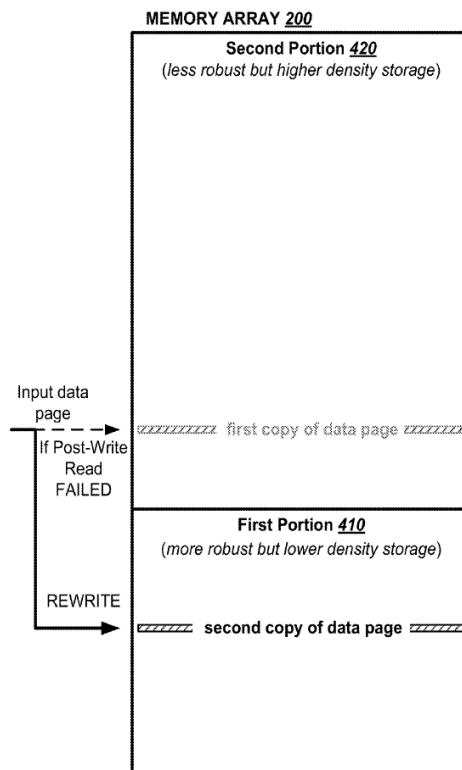 MEMORY ARRAY 200
Second Portion 420
(less robust but higher density storage)
Input data
page
first copy of data page
If Post-Write
Read
FAILED
First Portion 410
(more robust but lower density storage)
REWRITE
second copy of data page